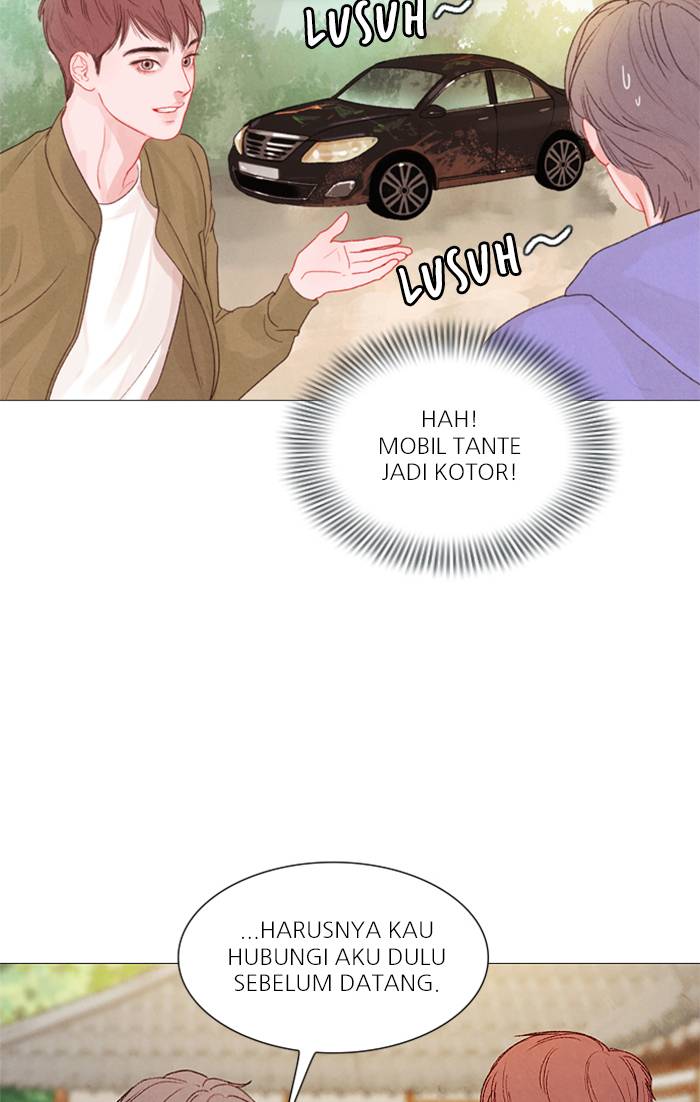 LUSUH~
LUSUH~
HAH!
MOBIL TANTE
JADI KOTOR!
...HARUSNYA KAU
HUBUNGI AKU DULU
SEBELUM DATANG.